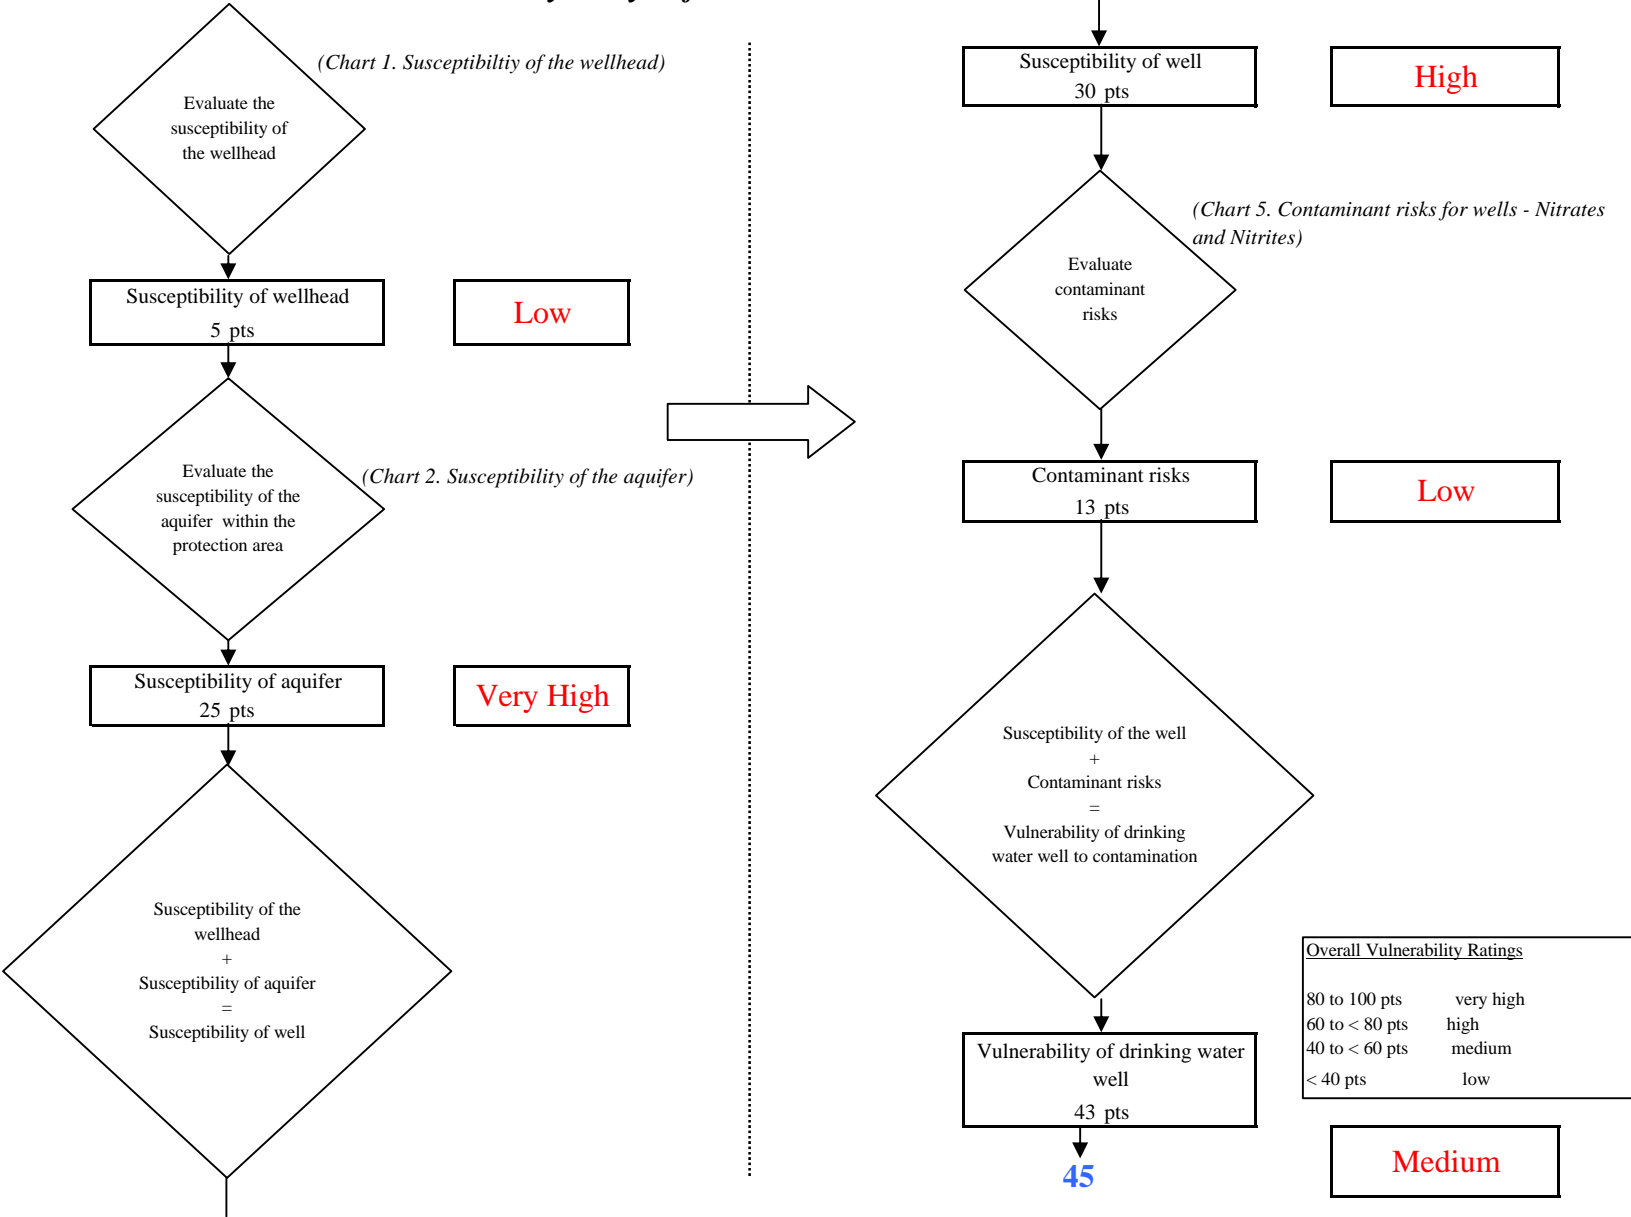 (Chart 1. Susceptibiltiy of the wellhead)
Evaluate the
susceptibility of
the wellhead
Susceptibility of wellhead
5 pts
Low
Evaluate the
susceptibility of the
aquifer within the
protection area
(Chart 2. Susceptibility of the aquifer)
Susceptibility of aquifer
25 pts
Very High
Susceptibility of the
wellhead
+
Susceptibility of aquifer
=
Susceptibility of well
Susceptibility of well
30 pts
High
(Chart 5. Contaminant risks for wells - Nitrates
and Nitrites)
Evaluate
contaminant
risks
Contaminant risks
13 pts
Low
Susceptibility of the well
+
Contaminant risks
=
Vulnerability of drinking
water well to contamination
Overall Vulnerability Ratings
80 to 100 pts very high
60 to < 80 pts high
40 to < 60 pts medium
< 40 pts low
Vulnerability of drinking water
well
43 pts
45
Medium